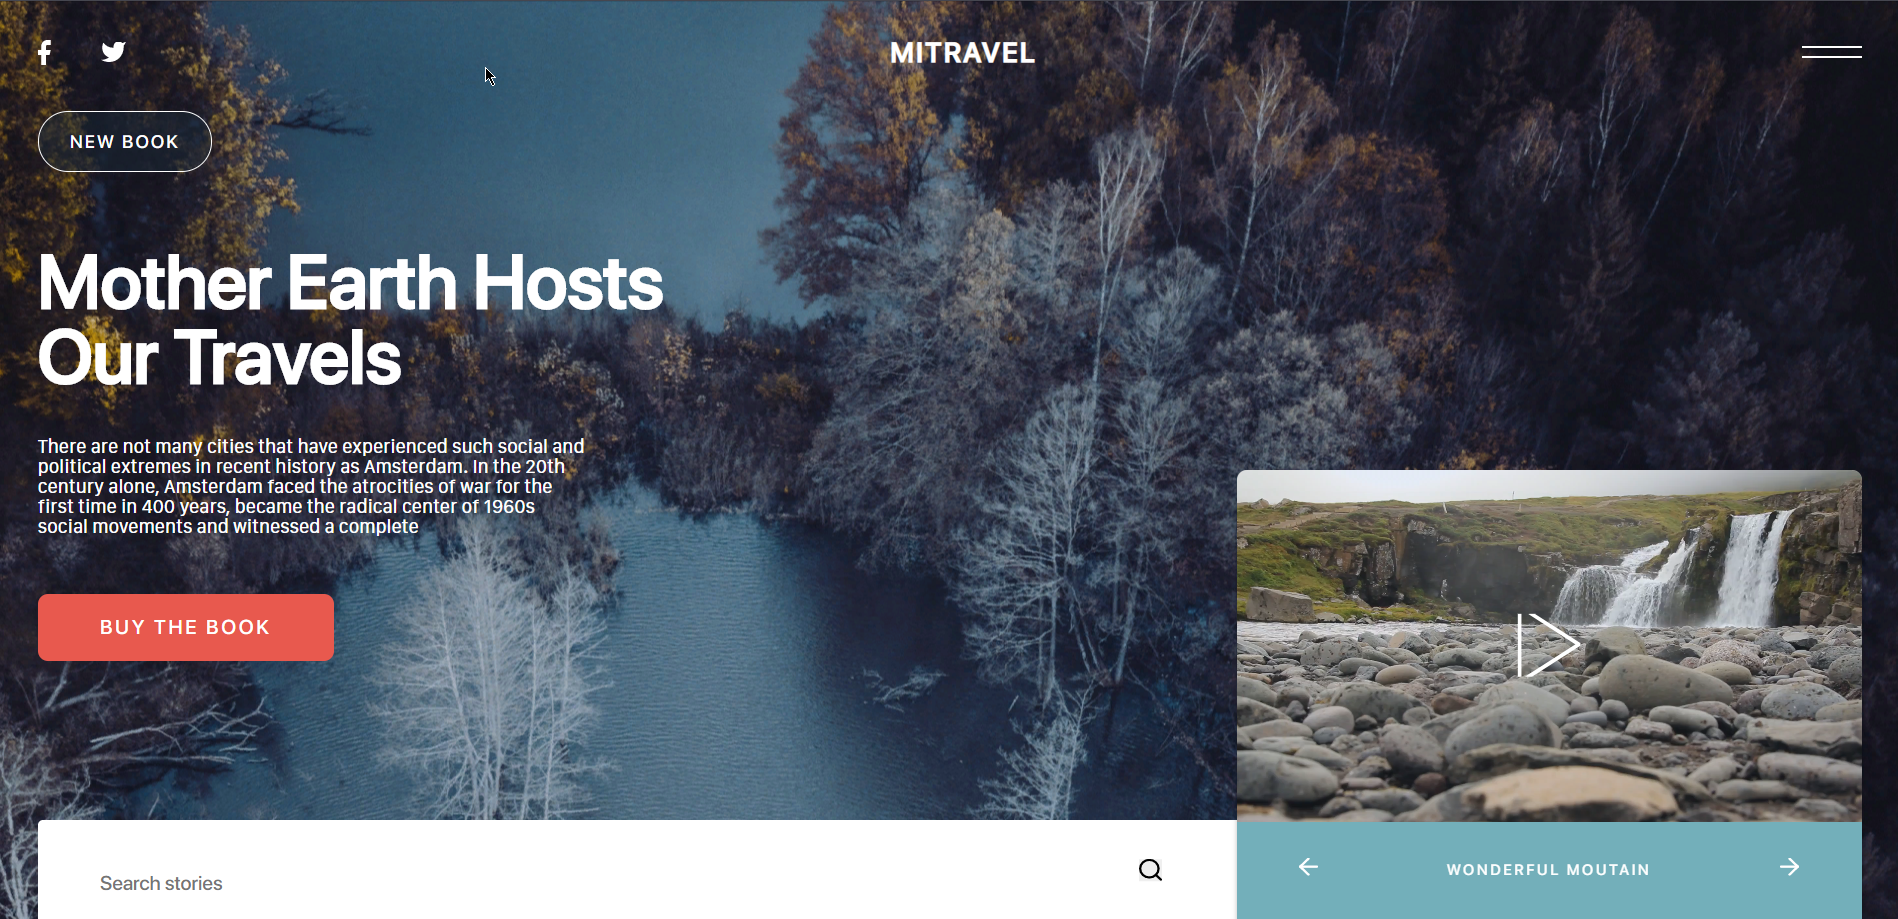 MITRAVEL
NEW BOOK
Mother Earth Hosts
Our Travels
There are not many cities that have experienced such social and
political extremes in recent history as Amsterdam. In the 20th
century alone, Amsterdam faced the atrocities of war for the
first time in 400 years, became the radical center of 1960s
social movements and witnessed a complete
BUY THE BOOK
Search stories
WONDERFUL MOUTAIN